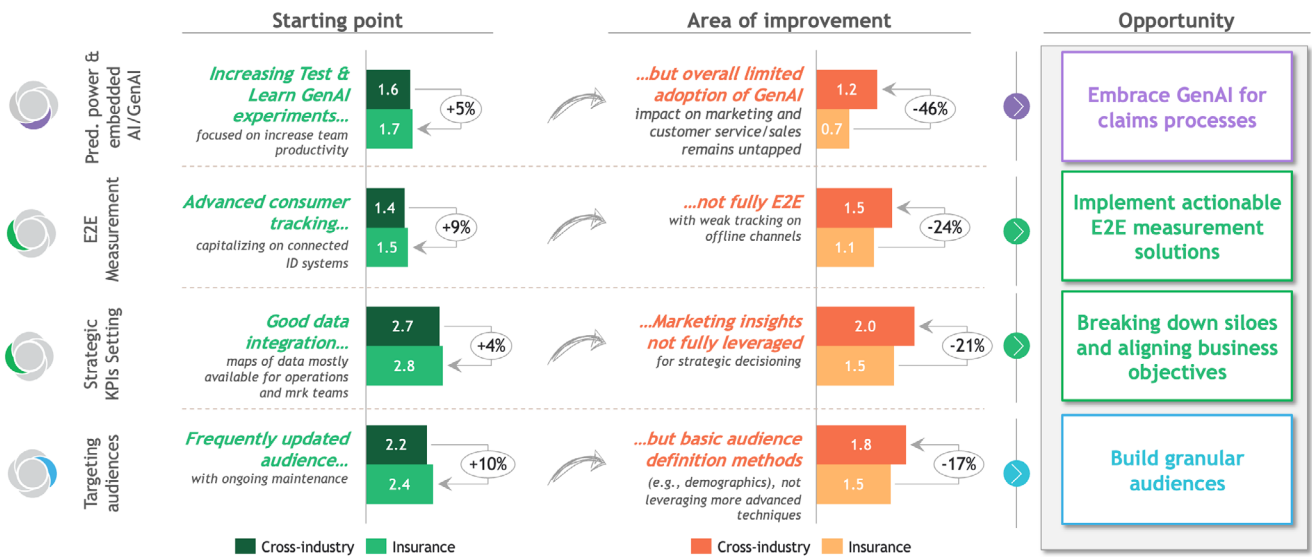 Starting point
Area of improvement
Opportunity
Pred. power &
embedded
AI/GenAI
Increasing Test &
Learn GenAI
experiments...
focused on increase team
productivity
1.6
1.7
+5%
...but overall limited
adoption of GenAI
impact on marketing and
customer service/sales
remains untapped
1.2
0.7
-46%
Embrace GenAI for
claims processes
E2E
Measurement
Advanced consumer
tracking...
capitalizing on connected
ID systems
1.4
1.5
+9%
...not fully E2E
with weak tracking on
offline channels
1.5
1.1
-24%
Implement actionable
E2E measurement
solutions
Strategic
KPIs Setting
Good data
integration...
maps of data mostly
available for operations
and mrk teams
2.7
2.8
+4%
...Marketing insights
not fully leveraged
for strategic decisioning
2.0
1.5
-21%
Breaking down siloes
and aligning business
objectives
Targeting
audiences
Frequently updated
audience...
with ongoing maintenance
2.2
2.4
+10%
...but basic audience
definition methods
(e.g., demographics), not
leveraging more advanced
techniques
1.8
1.5
-17%
Build granular
audiences
Cross-industry
Insurance
Cross-industry
Insurance